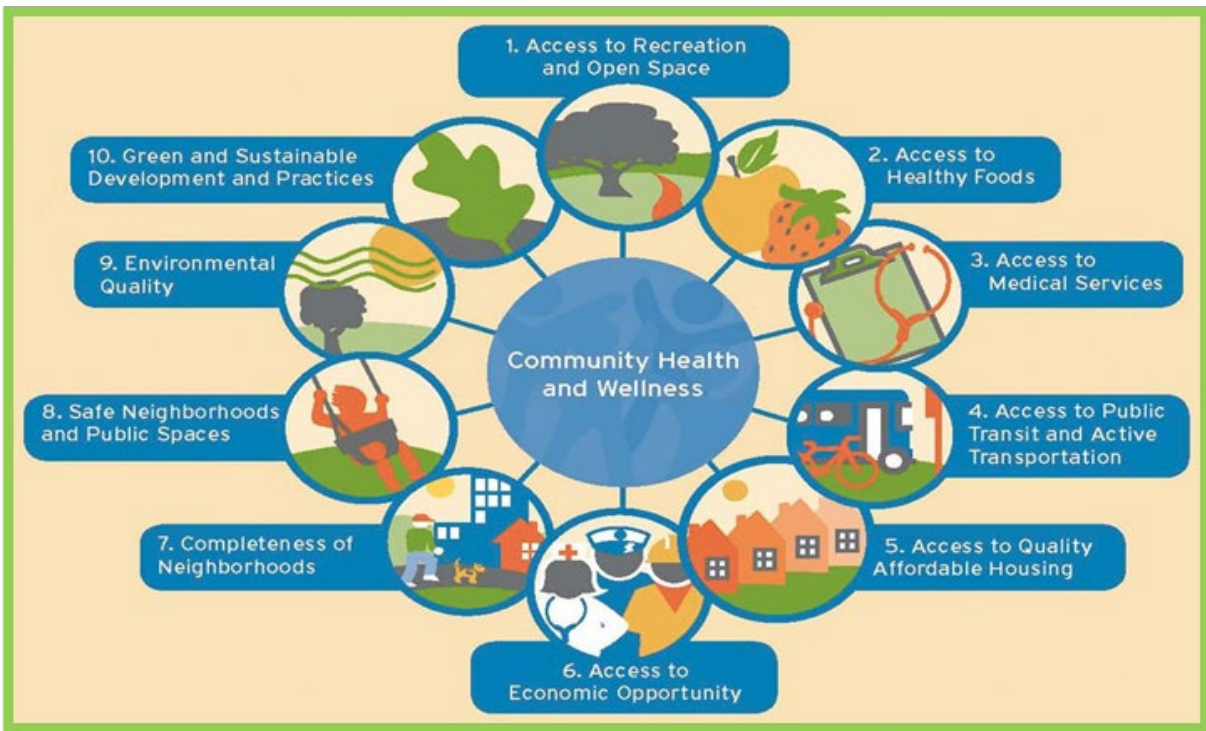 1. Access to Recreation
and Open Space
2. Access to
Healthy Foods
3. Access to
Medical Services
4. Access to Public
Transit and Active
Transportation
5. Access to Quality
Affordable Housing
6. Access to
Economic Opportunity
7. Completeness of
Neighborhoods
8. Safe Neighborhoods
and Public Spaces
9. Environmental
Quality
10. Green and Sustainable
Development and Practices
Community Health
and Wellness